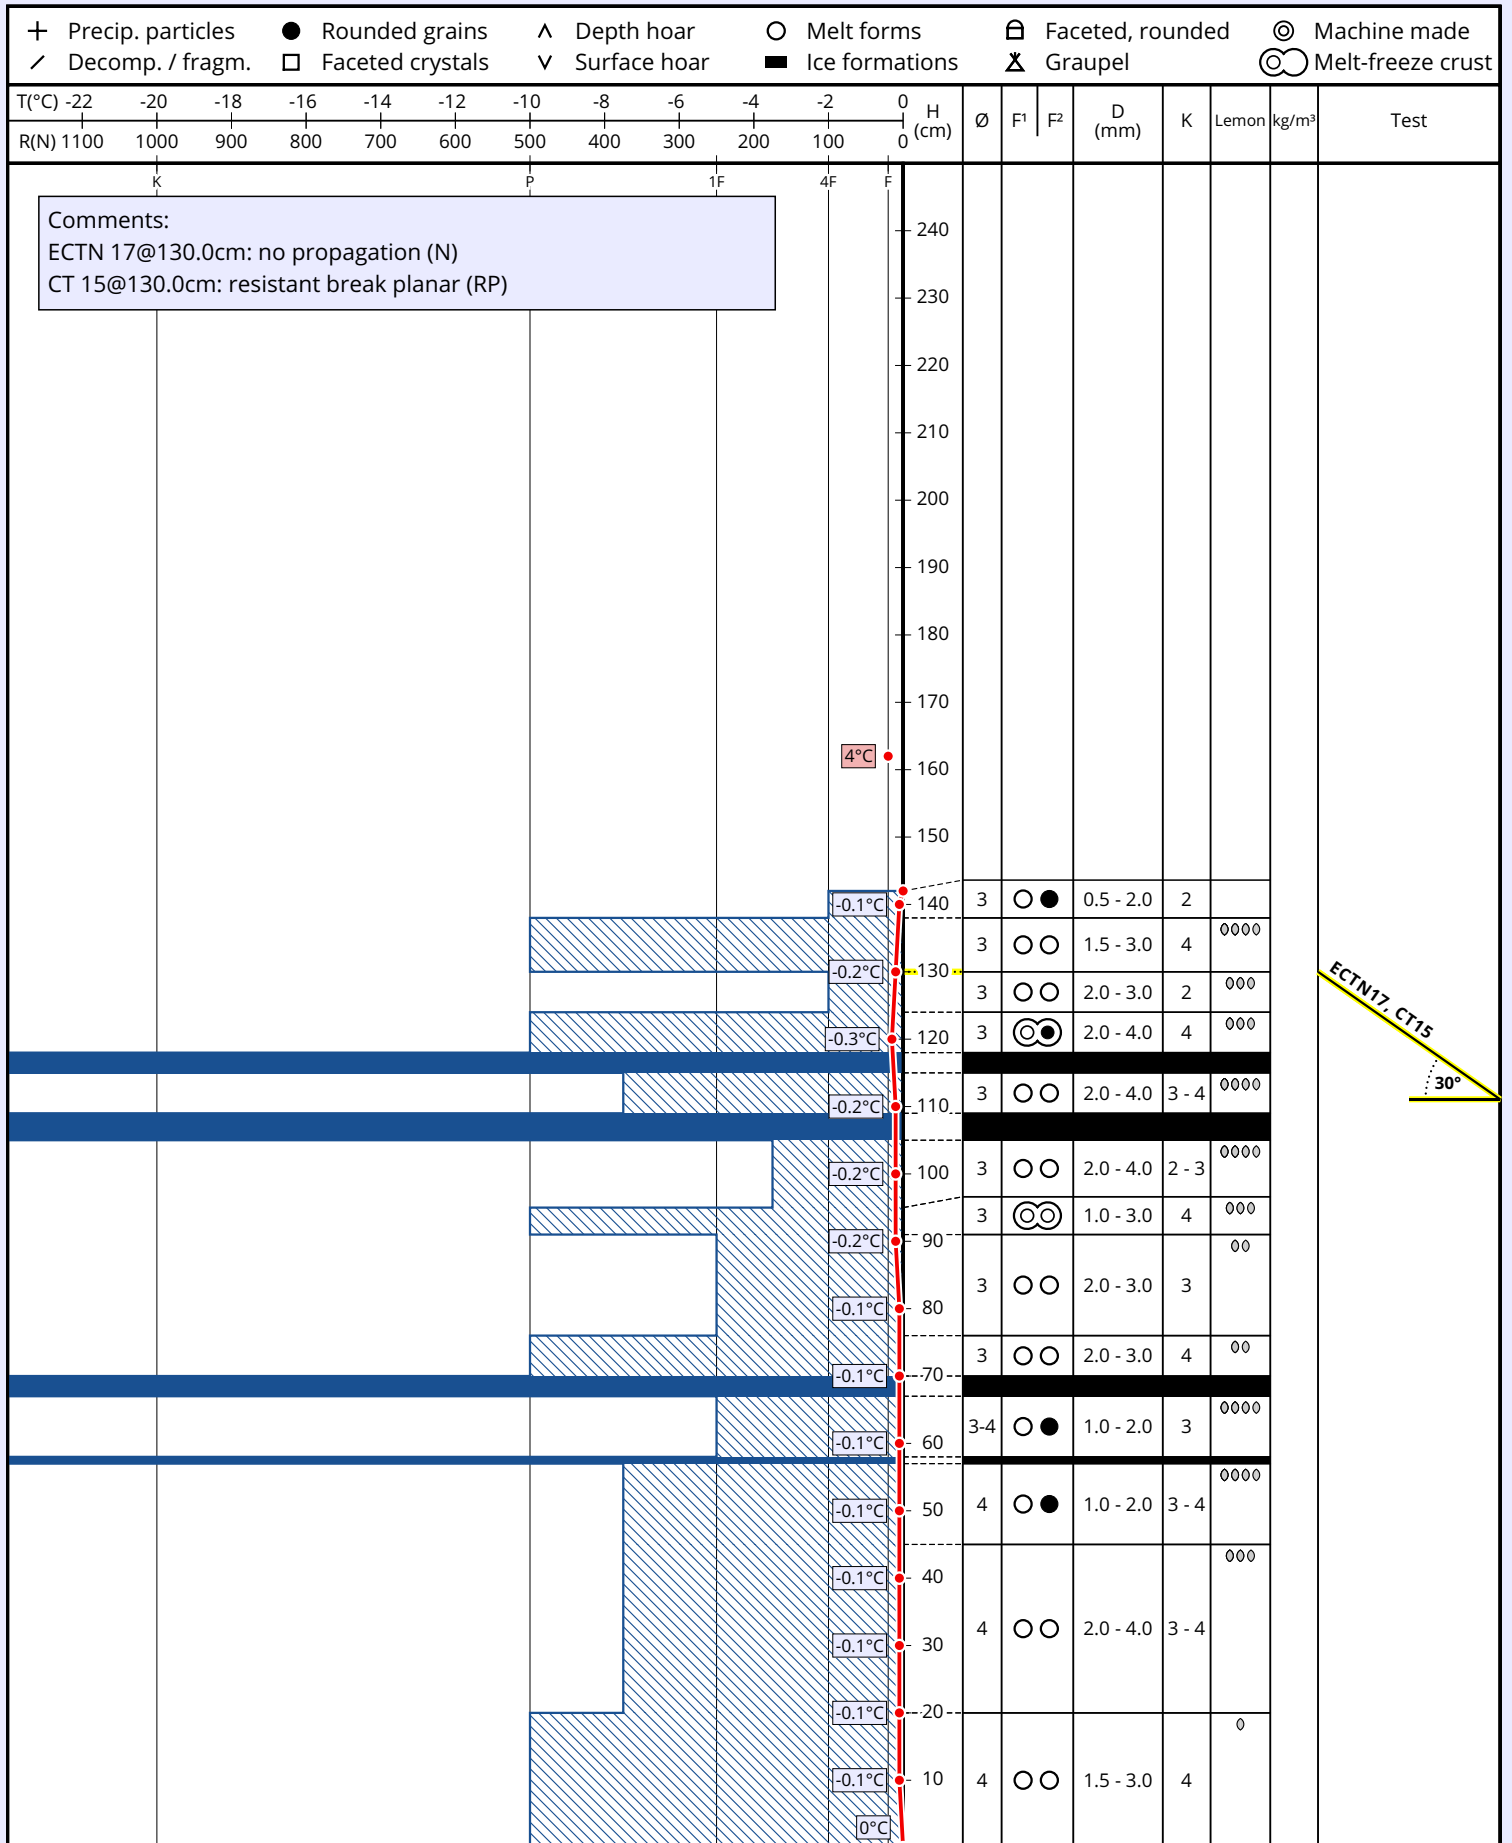 Precip. particles Rounded grains Depth hoar Melt forms Faceted, rounded Machine made
Decomp. / fragm. Faceted crystals Surface hoar Ice formations Graupel Melt-freeze crust
T(°C) -22 -20 -18 -16 -14 -12 -10 -8 -6 -4 -2 0
R(N) 1100 1000 900 800 700 600 500 400 300 200 100 0
H (cm) Ø F¹ F² D (mm) K Lemon kg/m³ Test
K P 1F 4F F
Comments:
ECTN 17@130.0cm: no propagation (N)
CT 15@130.0cm: resistant break planar (RP)
240
230
220
210
200
190
180
170
4°C
160
150
-0.1°C 140 3 0.5 - 2.0 2
3 1.5 - 3.0 4
-0.2°C 130
3 2.0 - 3.0 2
ECTN17, CT15
-0.3°C 120 3 2.0 - 4.0 4
30°
-0.2°C 110 3 2.0 - 4.0 3 - 4
-0.2°C 100 3 2.0 - 4.0 2 - 3
3 1.0 - 3.0 4
-0.2°C 90
3 2.0 - 3.0 3
-0.1°C 80
3 2.0 - 3.0 4
-0.1°C 70
3-4 1.0 - 2.0 3
-0.1°C 60
-0.1°C 50 4 1.0 - 2.0 3 - 4
-0.1°C 40
4 2.0 - 4.0 3 - 4
-0.1°C 30
-0.1°C 20
-0.1°C 10 4 1.5 - 3.0 4
0°C